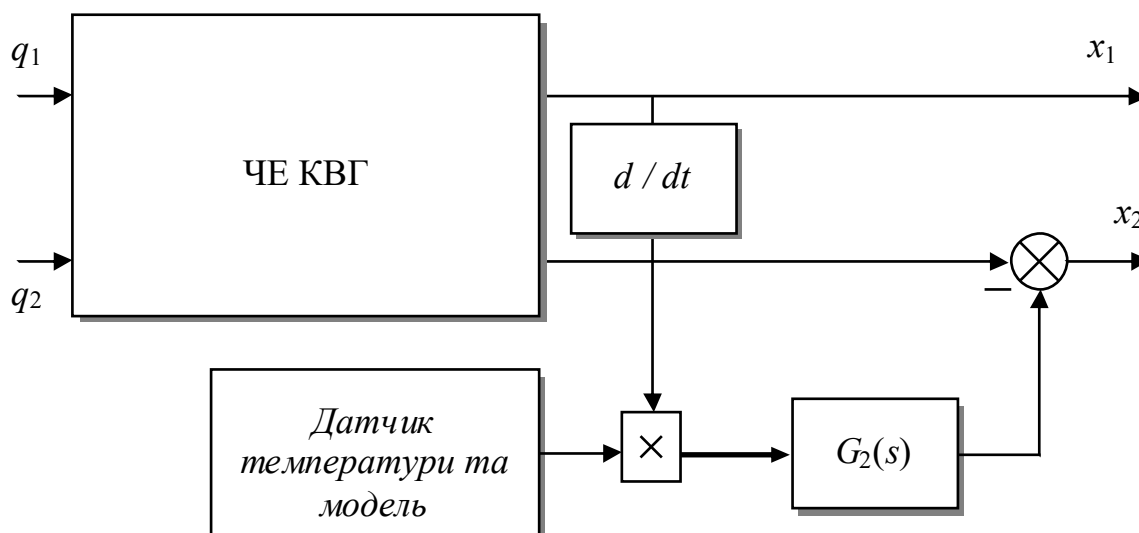 q1
x1
ЧЕ КВГ
d / dt
x2
q2
−
Датчик
температури та
модель
×
G2(s)